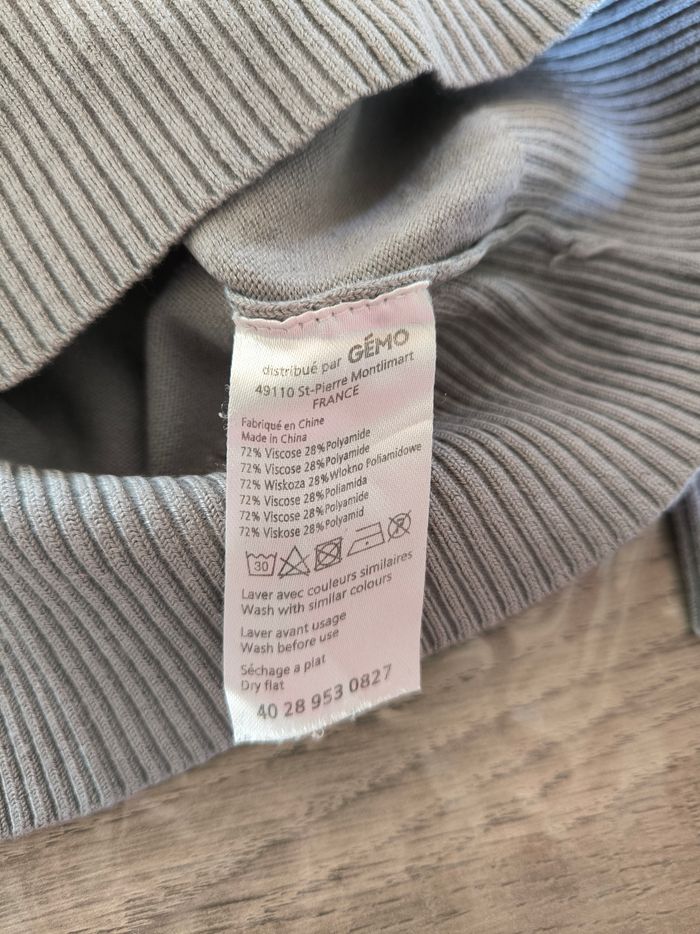 distribué par GÉMO
49110 St-Pierre Montlimart
FRANCE
Fabriqué en Chine
Made in China
72% Viscose 28%Polyamide
72% Viscose 28%Polyamide
72% Wiskoza 28%Wlokno Poliamidowe
72% Viscose 28%Poliamida
72% Viscose 28%Polyamide
72% Viskose 28%Polyamid
30
Laver avec couleurs similaires
Wash with similar colours
Laver avant usage
Wash before use
Séchage a plat
Dry flat
40 28 953 0827